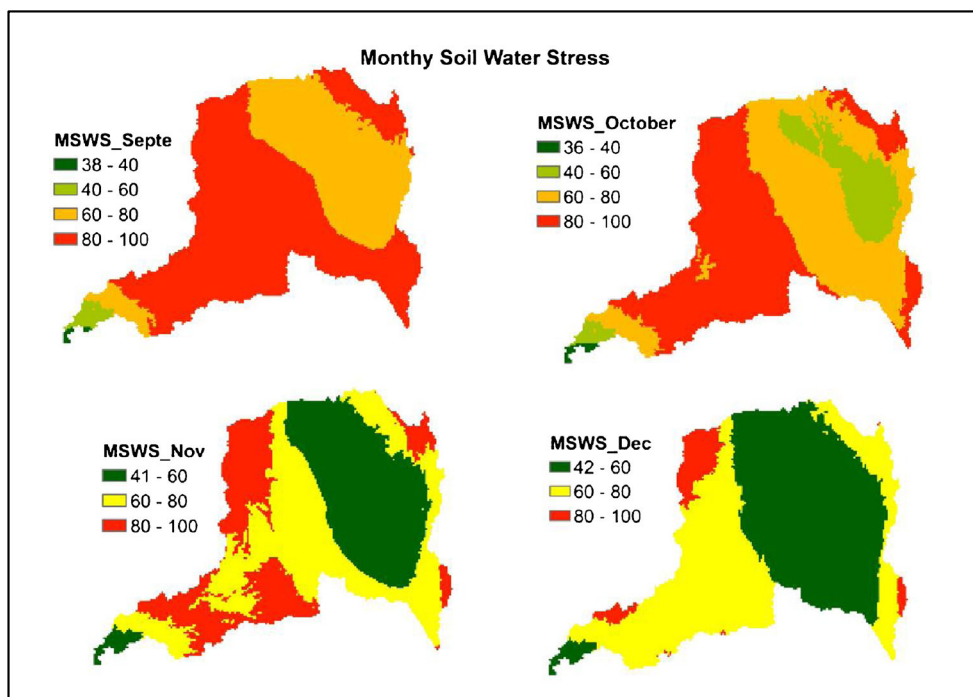 Monthy Soil Water Stress
MSWS_Septe
38 - 40
40 - 60
60 - 80
80 - 100
MSWS_October
36 - 40
40 - 60
60 - 80
80 - 100
MSWS_Nov
41 - 60
60 - 80
80 - 100
MSWS_Dec
42 - 60
60 - 80
80 - 100